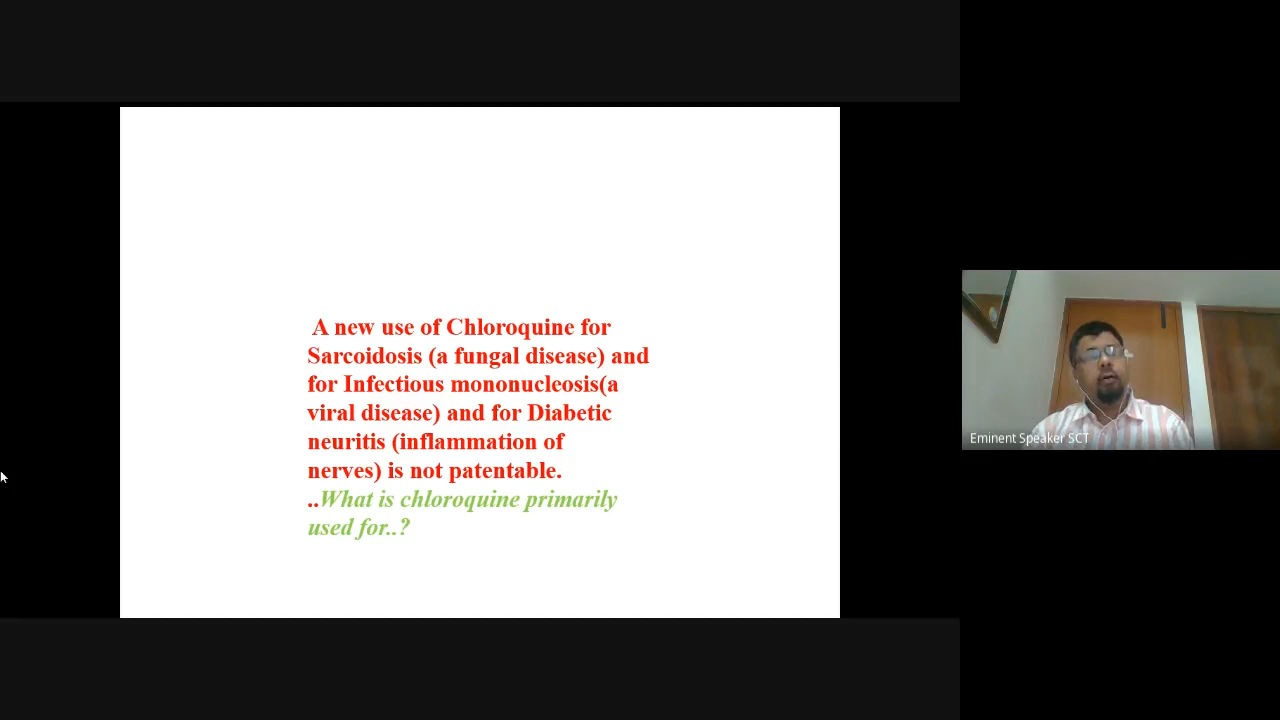 A new use of Chloroquine for
Sarcoidosis (a fungal disease) and
for Infectious mononucleosis(a
viral disease) and for Diabetic
neuritis (inflammation of
nerves) is not patentable.
..What is chloroquine primarily
used for..?
Eminent Speaker SCT